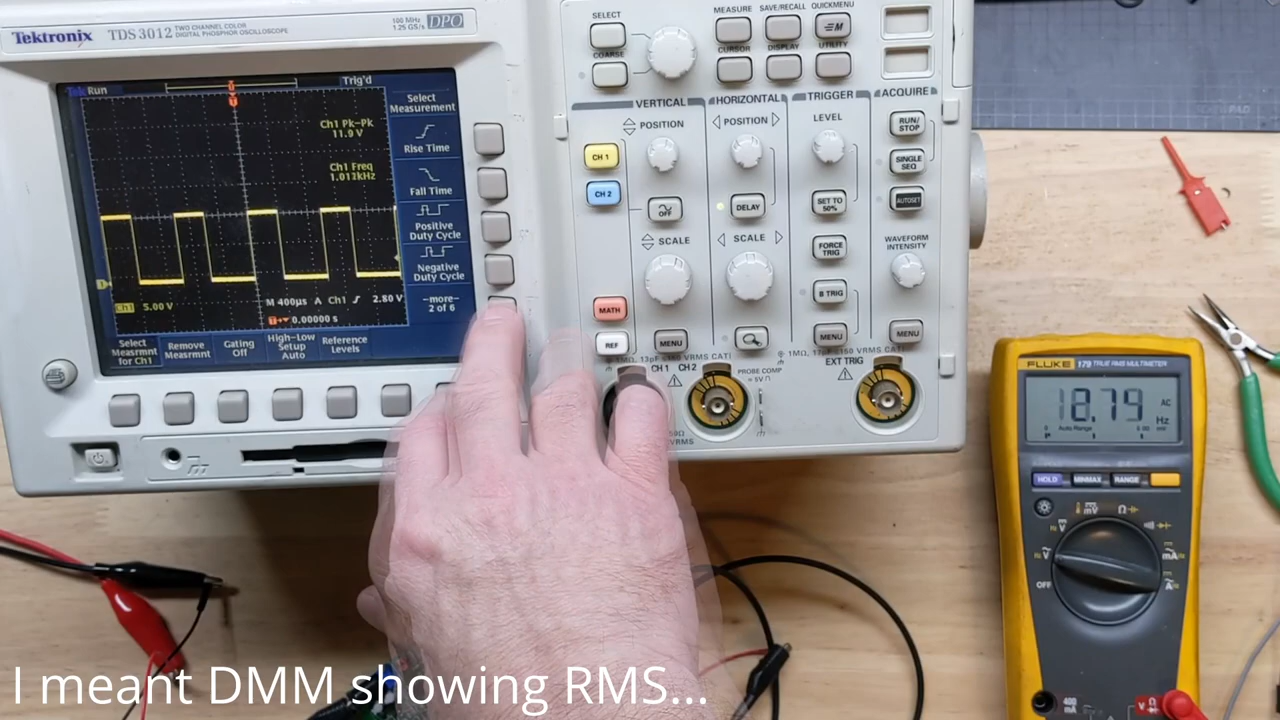 Tektronix TDS 3012 TWO CHANNEL COLOR
DIGITAL PHOSPHOR OSCILLOSCOPE
100 MHz
1.25 GS/s DPO
Tek Run
Trig'd
Ch1 Pk-Pk
11.9 V
Ch1 Freq
1.012kHz
Ch1 5.00 V
M 400µs A Ch1 2.80 V
0.00000 s
Select
Measurement
Rise Time
Fall Time
Positive
Duty Cycle
Negative
Duty Cycle
-more-
2 of 6
Select
Measrmnt
for Ch1
Remove
Measrmnt
Gating
Off
High-Low
Setup
Auto
Reference
Levels
SELECT
COARSE
MEASURE
SAVE/RECALL
QUICKMENU
CURSOR
DISPLAY
UTILITY
VERTICAL
HORIZONTAL
TRIGGER
ACQUIRE
POSITION
POSITION
LEVEL
RUN/
STOP
CH 1
SINGLE
SEQ
CH 2
OFF
DELAY
SET TO
50%
AUTOSET
SCALE
SCALE
FORCE
TRIG
WAVEFORM
INTENSITY
B TRIG
MATH
REF
MENU
MENU
MENU
CH 1 CH 2
EXT TRIG
PROBE COMP
FLUKE 179 TRUE RMS MULTIMETER
18.79 AC
Hz
Auto Range
HOLD MINMAX RANGE
OFF
400
mA
I meant DMM showing RMS...